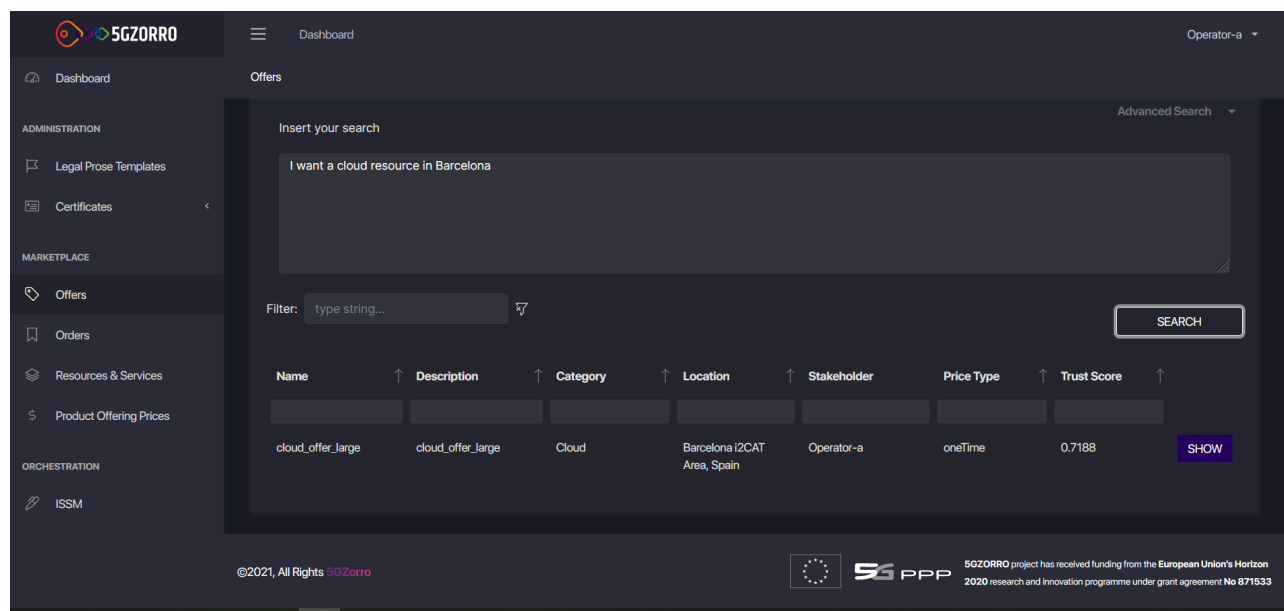 5GZORRO
Dashboard
Operator-a
Dashboard
Offers
ADMINISTRATION
Legal Prose Templates
Certificates
MARKETPLACE
Offers
Orders
Resources & Services
Product Offering Prices
ORCHESTRATION
ISSM
Advanced Search
Insert your search
I want a cloud resource in Barcelona
Filter: type string...
SEARCH
Name Description Category Location Stakeholder Price Type Trust Score
cloud_offer_large cloud_offer_large Cloud Barcelona i2CAT Operator-a oneTime 0.7188 SHOW
Area, Spain
©2021, All Rights 5GZorro
5G PPP
5GZORRO project has received funding from the European Union's Horizon
2020 research and innovation programme under grant agreement No 871533